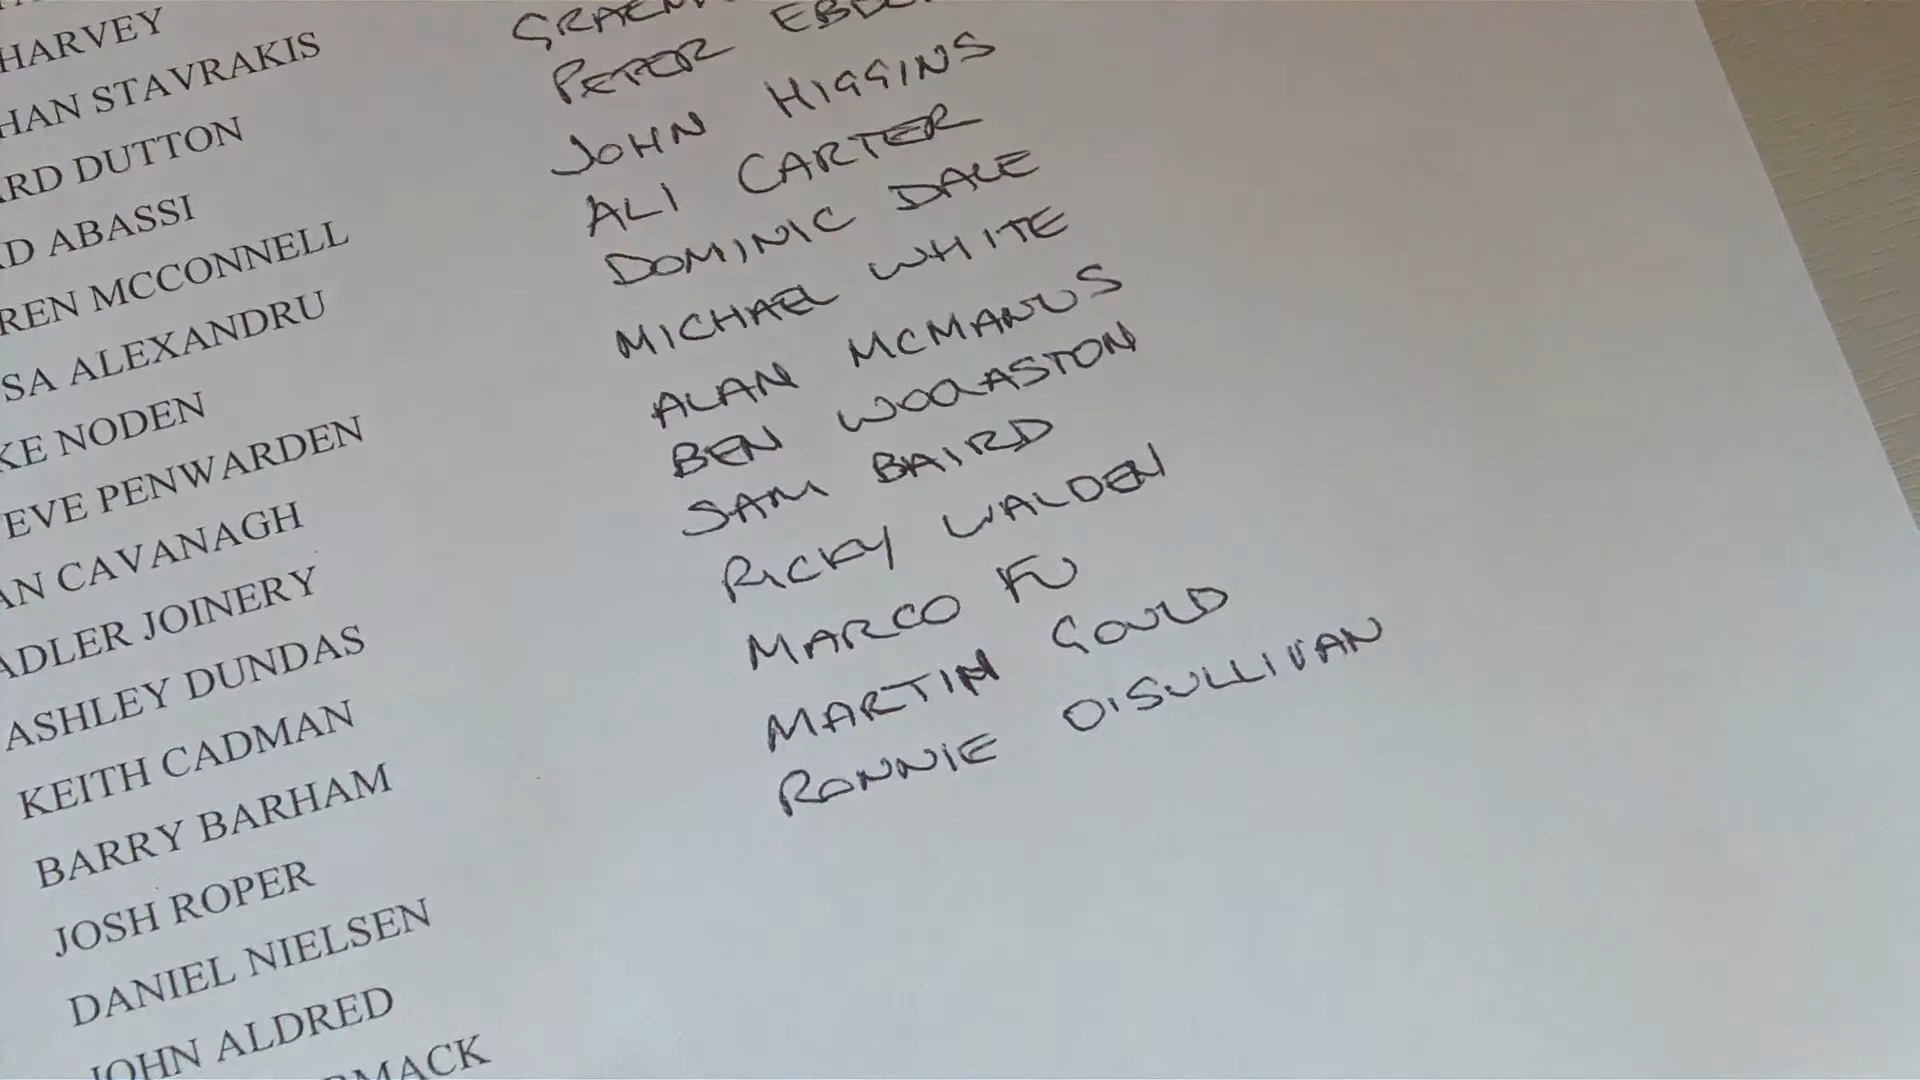 HARVEY
HAN STAVRAKIS
ARD DUTTON
D ABASSI
REN MCCONNELL
SA ALEXANDRU
KE NODEN
EVE PENWARDEN
AN CAVANAGH
ADLER JOINERY
ASHLEY DUNDAS
KEITH CADMAN
BARRY BARHAM
JOSH ROPER
DANIEL NIELSEN
JOHN ALDRED
MACK
PETER
JOHN HIGGINS
ALI CARTER
DOMINIC DALE
MICHAEL WHITE
ALAN MCMANUS
BEN WOOLASTON
SAM BAIRD
RICKY WALDEN
MARCO FU
MARTIN GOULD
RONNIE O'SULLIVAN